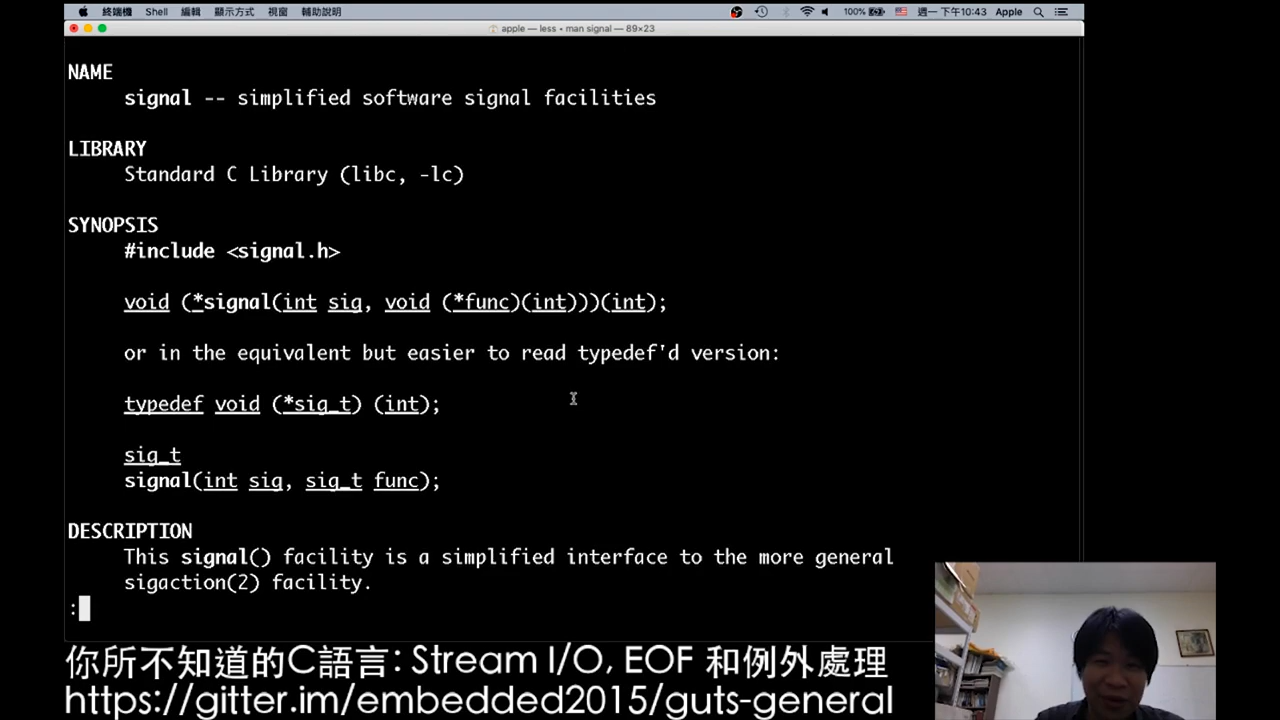 終端機 Shell 編輯 顯示方式 視窗 輔助說明 100% 週一 下午10:43 Apple
apple — less • man signal — 89×23
NAME
signal -- simplified software signal facilities
LIBRARY
Standard C Library (libc, -lc)
SYNOPSIS
#include <signal.h>
void (*signal(int sig, void (*func)(int)))(int);
or in the equivalent but easier to read typedef'd version:
typedef void (*sig_t) (int);
sig_t
signal(int sig, sig_t func);
DESCRIPTION
This signal() facility is a simplified interface to the more general
sigaction(2) facility.
:
你所不知道的C語言: Stream I/O, EOF 和例外處理
https://gitter.im/embedded2015/guts-general